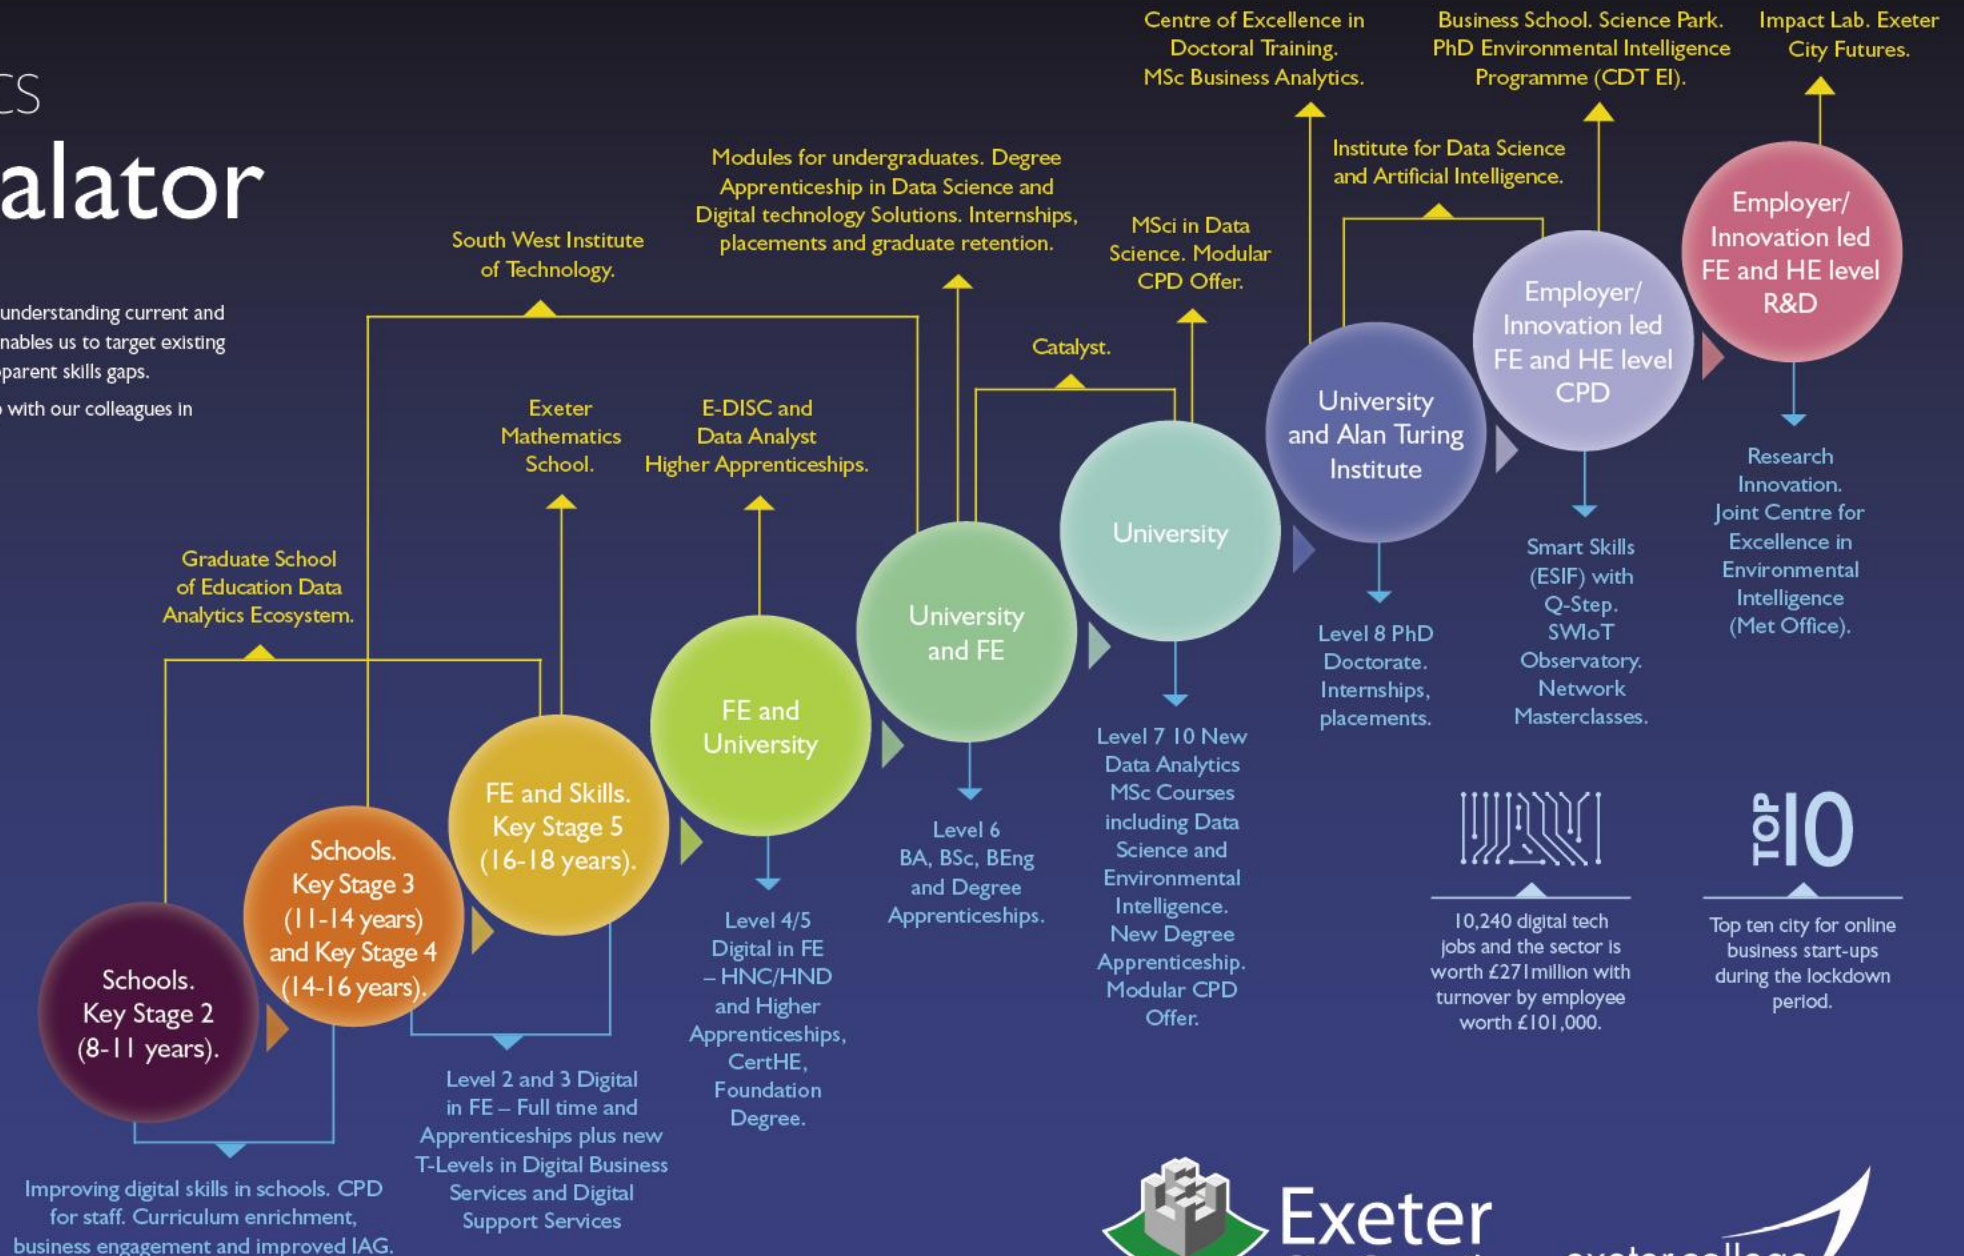 CS
alator
understanding current and
nables us to target existing
parent skills gaps.
with our colleagues in
Graduate School
of Education Data
Analytics Ecosystem.
South West Institute
of Technology.
Exeter
Mathematics
School.
E-DISC and
Data Analyst
Higher Apprenticeships.
Modules for undergraduates. Degree
Apprenticeship in Data Science and
Digital technology Solutions. Internships,
placements and graduate retention.
Catalyst.
MSci in Data
Science. Modular
CPD Offer.
Centre of Excellence in
Doctoral Training.
MSc Business Analytics.
Institute for Data Science
and Artificial Intelligence.
Business School. Science Park.
PhD Environmental Intelligence
Programme (CDT EI).
Impact Lab. Exeter
City Futures.
Schools.
Key Stage 2
(8-11 years).
Schools.
Key Stage 3
(11-14 years)
and Key Stage 4
(14-16 years).
FE and Skills.
Key Stage 5
(16-18 years).
FE and
University
University
and FE
University
University
and Alan Turing
Institute
Employer/
Innovation led
FE and HE level
CPD
Employer/
Innovation led
FE and HE level
R&D
Improving digital skills in schools. CPD
for staff. Curriculum enrichment,
business engagement and improved IAG.
Level 2 and 3 Digital
in FE – Full time and
Apprenticeships plus new
T-Levels in Digital Business
Services and Digital
Support Services
Level 4/5
Digital in FE
– HNC/HND
and Higher
Apprenticeships,
CertHE,
Foundation
Degree.
Level 6
BA, BSc, BEng
and Degree
Apprenticeships.
Level 7 10 New
Data Analytics
MSc Courses
including Data
Science and
Environmental
Intelligence.
New Degree
Apprenticeship.
Modular CPD
Offer.
Level 8 PhD
Doctorate.
Internships,
placements.
Smart Skills
(ESIF) with
Q-Step.
SWIoT
Observatory.
Network
Masterclasses.
Research
Innovation.
Joint Centre for
Excellence in
Environmental
Intelligence
(Met Office).
10,240 digital tech
jobs and the sector is
worth £271million with
turnover by employee
worth £101,000.
TOP 10
Top ten city for online
business start-ups
during the lockdown
period.
Exeter
exeter college